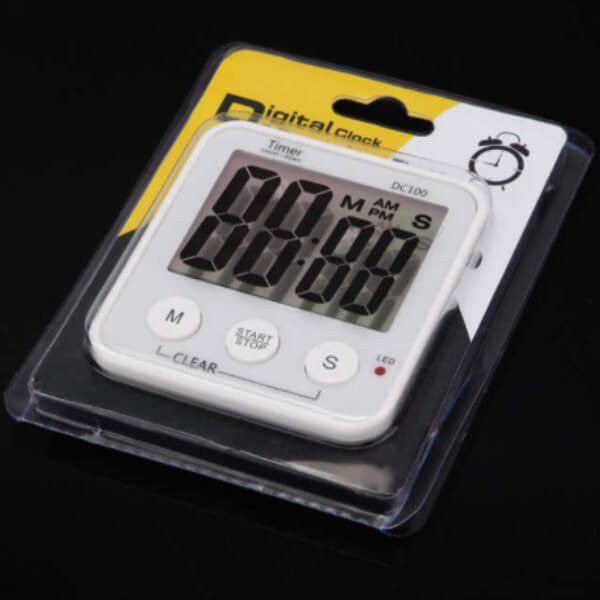 Digital Clock
Timer
DC100
88:88
M AM PM S
M
START
STOP
S
LED
CLEAR